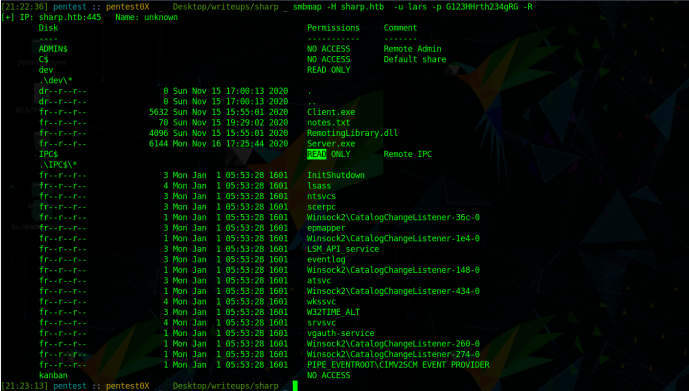 [21:22:36] pentest :: pentest0X _ Desktop/writeups/sharp _ smbmap -H sharp.htb -u lars -p G123HHrth234gRG -R
[+] IP: sharp.htb:445 Name: unknown
Disk Permissions Comment
---- ----------- -------
ADMIN$ NO ACCESS Remote Admin
C$ NO ACCESS Default share
dev READ ONLY
.\dev\*
dr--r--r-- 0 Sun Nov 15 17:00:13 2020 .
dr--r--r-- 0 Sun Nov 15 17:00:13 2020 ..
fr--r--r-- 5632 Sun Nov 15 15:55:01 2020 Client.exe
fr--r--r-- 70 Sun Nov 15 19:29:02 2020 notes.txt
fr--r--r-- 4096 Sun Nov 15 15:55:01 2020 RemotingLibrary.dll
fr--r--r-- 6144 Mon Nov 16 17:25:44 2020 Server.exe
IPC$ READ ONLY Remote IPC
.\IPC$\*
fr--r--r-- 3 Mon Jan 1 05:53:28 1601 InitShutdown
fr--r--r-- 4 Mon Jan 1 05:53:28 1601 lsass
fr--r--r-- 3 Mon Jan 1 05:53:28 1601 ntsvcs
fr--r--r-- 3 Mon Jan 1 05:53:28 1601 scerpc
fr--r--r-- 1 Mon Jan 1 05:53:28 1601 Winsock2\CatalogChangeListener-36c-0
fr--r--r-- 3 Mon Jan 1 05:53:28 1601 epmapper
fr--r--r-- 1 Mon Jan 1 05:53:28 1601 Winsock2\CatalogChangeListener-1e4-0
fr--r--r-- 3 Mon Jan 1 05:53:28 1601 LSM_API_service
fr--r--r-- 3 Mon Jan 1 05:53:28 1601 eventlog
fr--r--r-- 1 Mon Jan 1 05:53:28 1601 Winsock2\CatalogChangeListener-148-0
fr--r--r-- 3 Mon Jan 1 05:53:28 1601 atsvc
fr--r--r-- 1 Mon Jan 1 05:53:28 1601 Winsock2\CatalogChangeListener-434-0
fr--r--r-- 4 Mon Jan 1 05:53:28 1601 wkssvc
fr--r--r-- 3 Mon Jan 1 05:53:28 1601 W32TIME_ALT
fr--r--r-- 4 Mon Jan 1 05:53:28 1601 srvsvc
fr--r--r-- 1 Mon Jan 1 05:53:28 1601 vgauth-service
fr--r--r-- 1 Mon Jan 1 05:53:28 1601 Winsock2\CatalogChangeListener-260-0
fr--r--r-- 1 Mon Jan 1 05:53:28 1601 Winsock2\CatalogChangeListener-274-0
fr--r--r-- 1 Mon Jan 1 05:53:28 1601 PIPE_EVENTROOT\CIMV2SCM EVENT PROVIDER
kanban NO ACCESS
[21:23:13] pentest :: pentest0X _ Desktop/writeups/sharp _